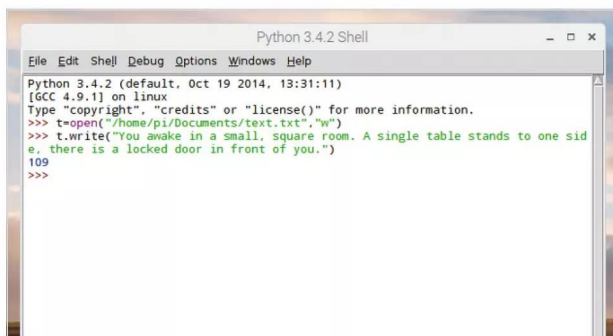 Python 3.4.2 Shell
File Edit Shell Debug Options Windows Help
Python 3.4.2 (default, Oct 19 2014, 13:31:11)
[GCC 4.9.1] on linux
Type "copyright", "credits" or "license()" for more information.
>>> t=open("/home/pi/Documents/text.txt","w")
>>> t.write("You awake in a small, square room. A single table stands to one sid
e, there is a locked door in front of you.")
109
>>>